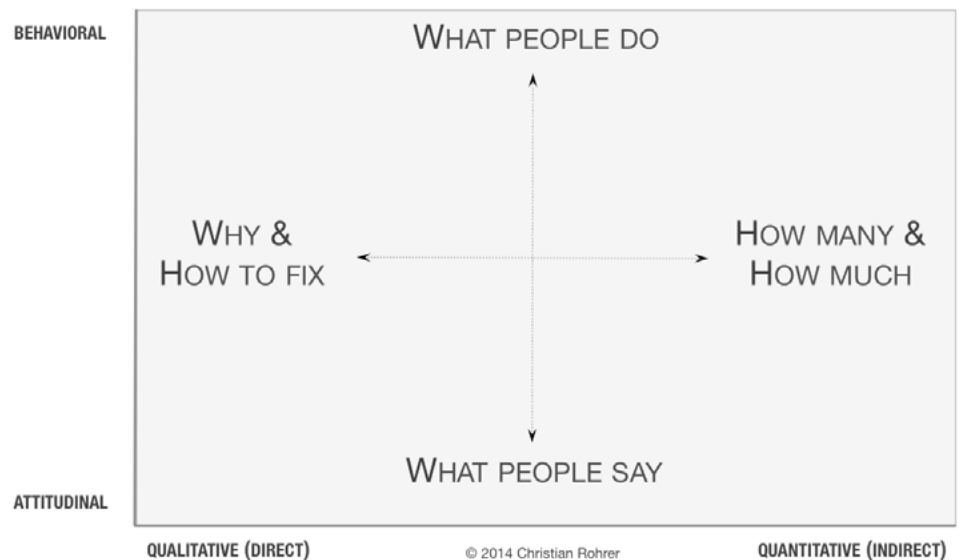 BEHAVIORAL
WHAT PEOPLE DO
WHY &
HOW TO FIX
HOW MANY &
HOW MUCH
WHAT PEOPLE SAY
ATTITUDINAL
QUALITATIVE (DIRECT)
© 2014 Christian Rohrer
QUANTITATIVE (INDIRECT)